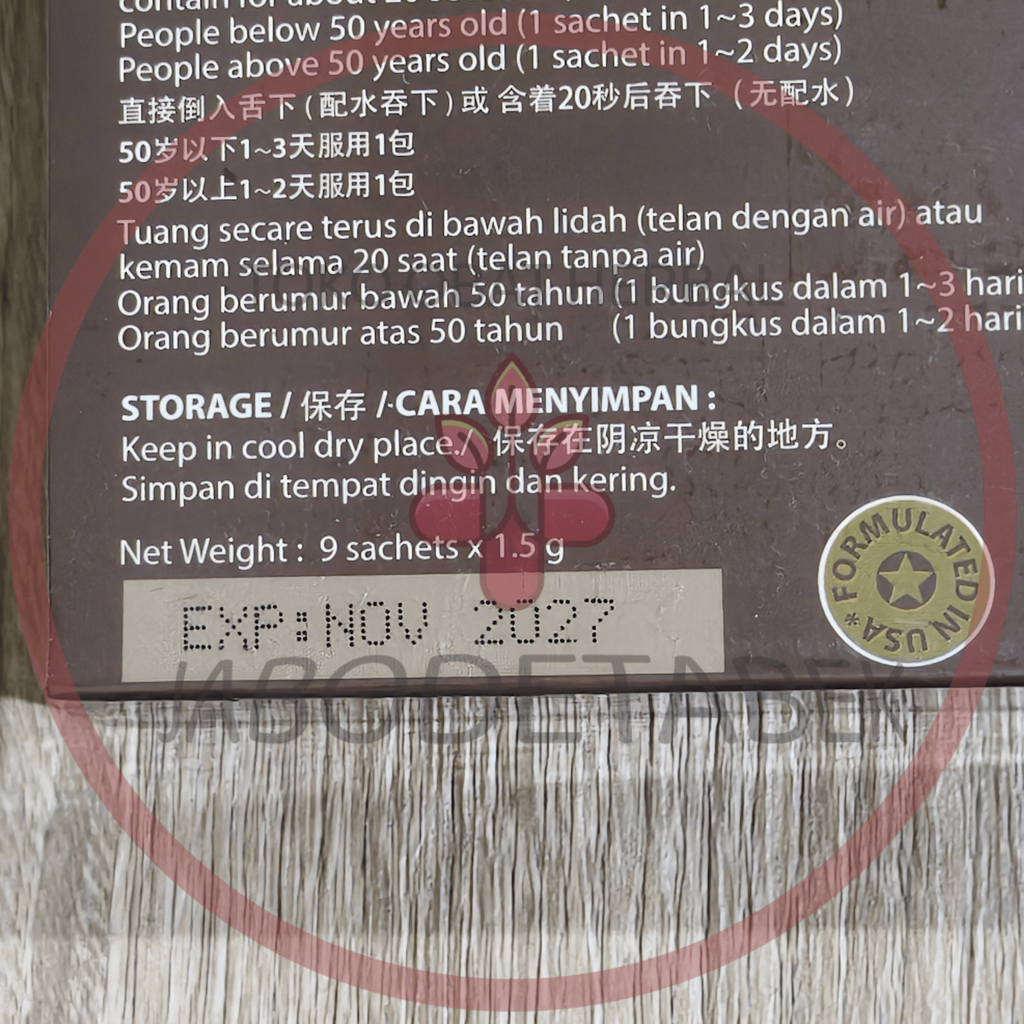 People below 50 years old (1 sachet in 1~3 days)
People above 50 years old (1 sachet in 1~2 days)
直接倒入舌下 (配水吞下) 或 含着20秒后吞下 （无配水）
50岁以下1~3天服用1包
50岁以上1~2天服用1包
Tuang secare terus di bawah lidah (telan dengan air) atau
kemam selama 20 saat (telan tanpa air)
Orang berumur bawah 50 tahun (1 bungkus dalam 1~3 hari
Orang berumur atas 50 tahun (1 bungkus dalam 1~2 hari
TOKO OBAT HERBAL
STORAGE / 保存 / CARA MENYIMPAN :
Keep in cool dry place./ 保存在阴凉干燥的地方。
Simpan di tempat dingin dan kering.
Net Weight : 9 sachets x 1.5 g
EXP:NOV 2027
FORMULATED IN USA *
JABODETABEK